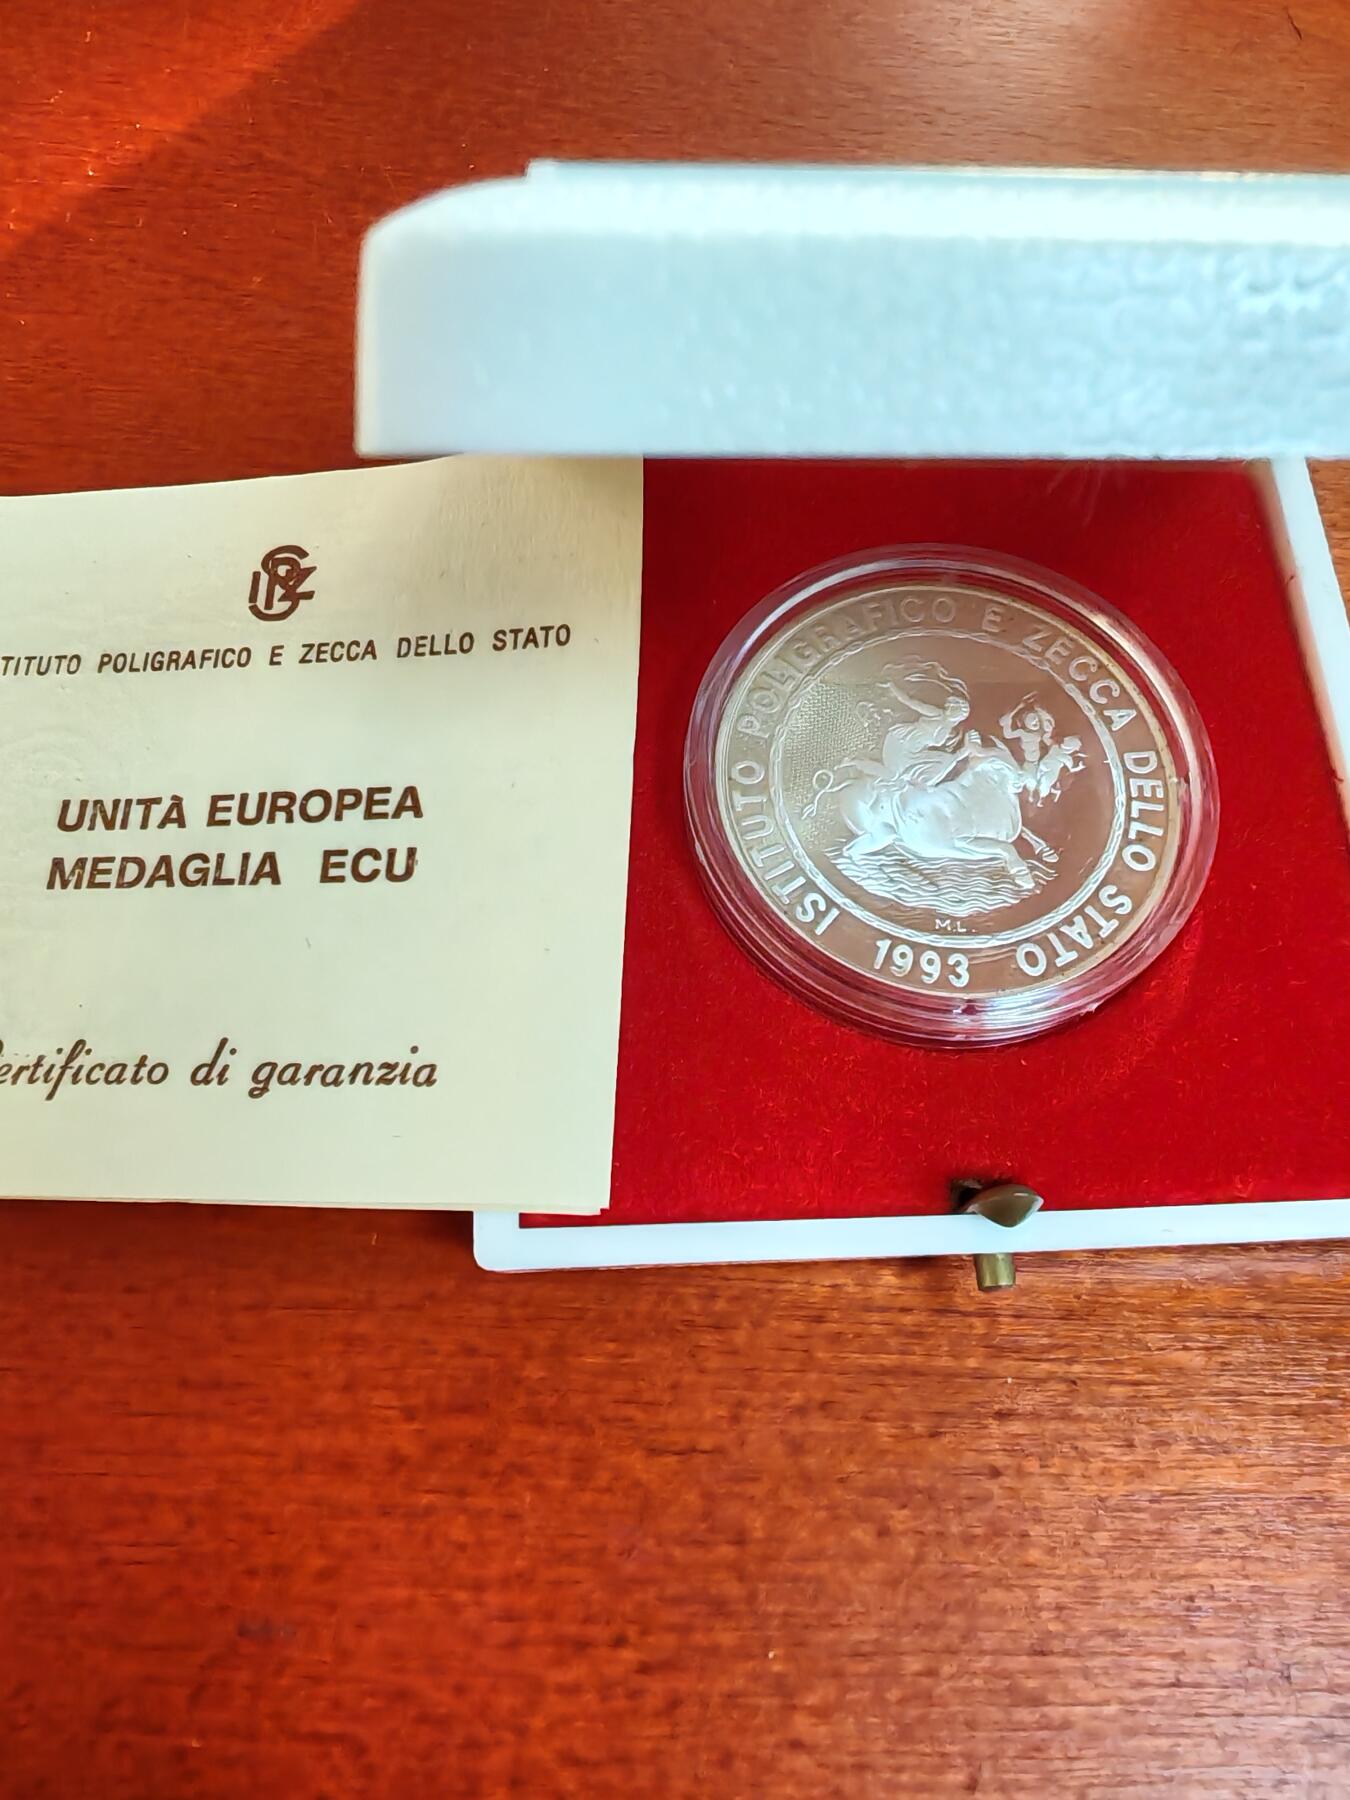 IPZS
TITUTO POLIGRAFICO E ZECCA DELLO STATO
UNITÀ EUROPEA
MEDAGLIA ECU
ertificato di garanzia
ISTITUTO POLIGRAFICO E ZECCA DELLO STATO
1993
M.L.